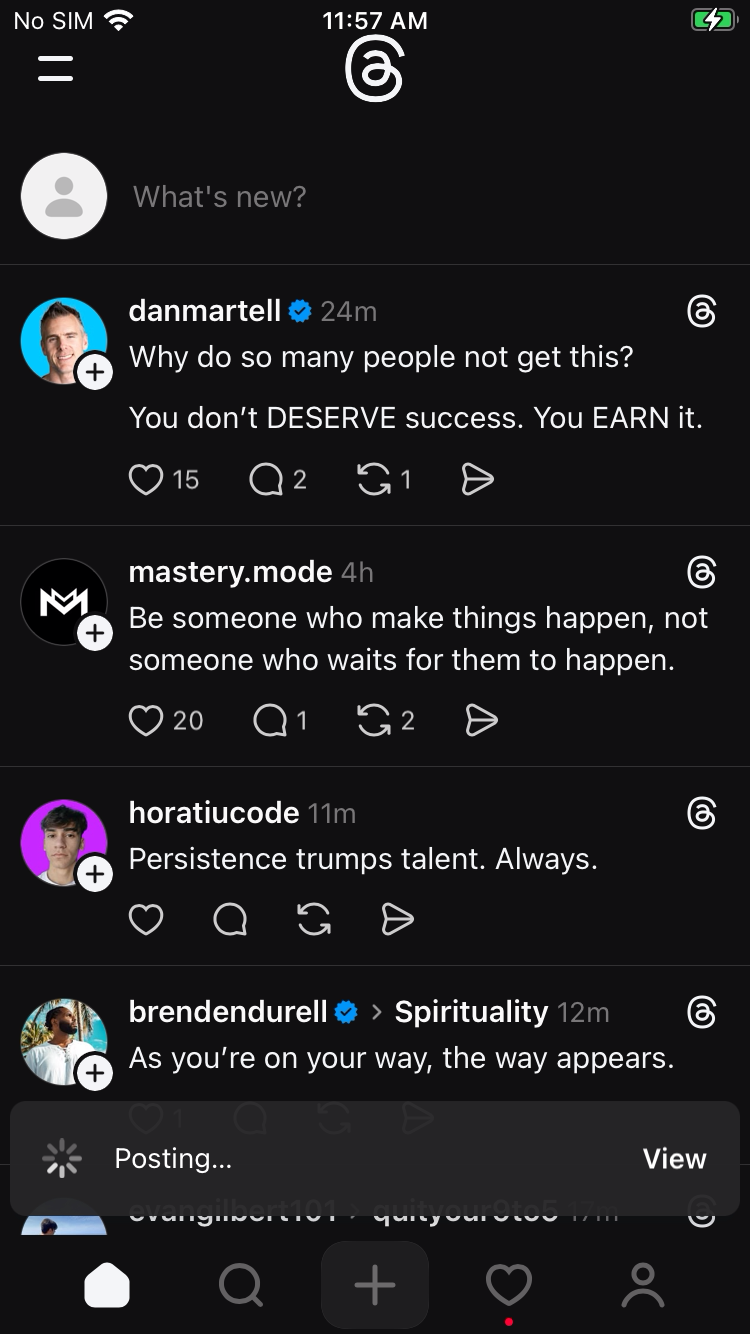 No SIM 11:57 AM
What's new?
danmartell 24m
Why do so many people not get this?
You don’t DESERVE success. You EARN it.
15 2 1
mastery.mode 4h
Be someone who make things happen, not
someone who waits for them to happen.
20 1 2
horatiucode 11m
Persistence trumps talent. Always.
brendendurell > Spirituality 12m
As you’re on your way, the way appears.
1
Posting... View
evangilbert101 > quityour9to5 17m